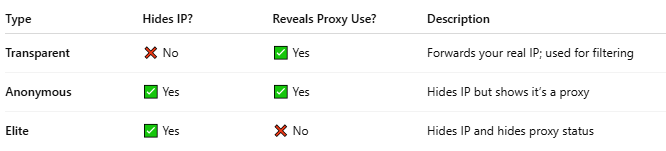 Type Hides IP? Reveals Proxy Use? Description
Transparent ❌ No ✅ Yes Forwards your real IP; used for filtering
Anonymous ✅ Yes ✅ Yes Hides IP but shows it’s a proxy
Elite ✅ Yes ❌ No Hides IP and hides proxy status